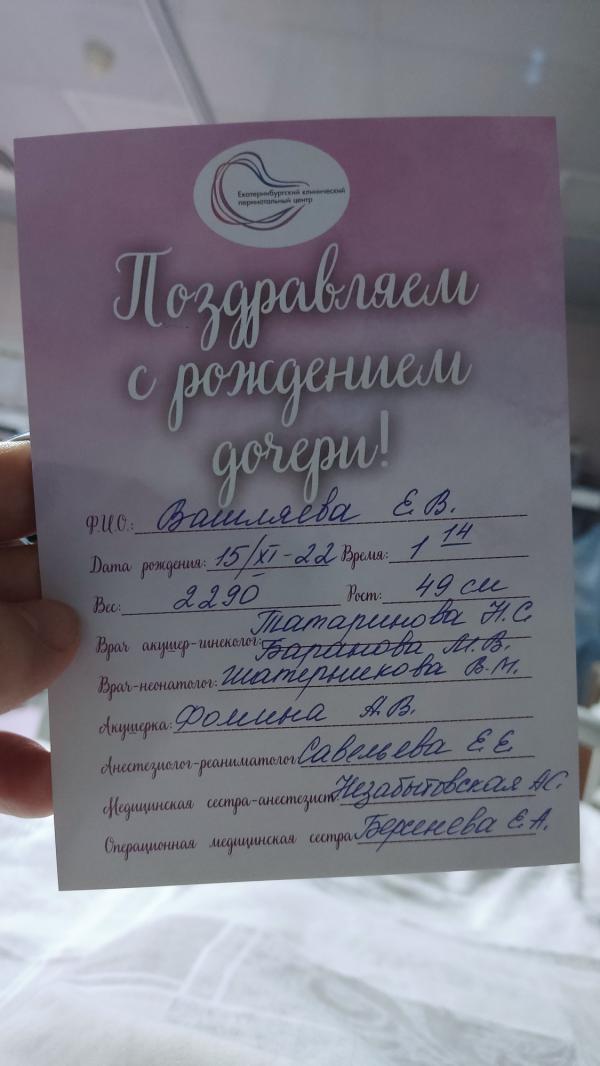 Екатеринбургский клинический
перинатальный центр
Поздравляем
с рождением
дочери!
Ф.И.О.: Вашляева Е.В.
Дата рождения: 15/XI-22 Время: 1 14
Вес: 2290 Рост: 49 см
Татаринова Н.С.
Врач акушер-гинеколог: Баранова М.В.
Врач-неонатолог: Шатерникова В.М.
Акушерка: Фомина А.В.
Анестезиолог-реаниматолог: Савельева Е.Е.
Медицинская сестра-анестезист: Незабытовская А.С.
Операционная медицинская сестра: Е.А.